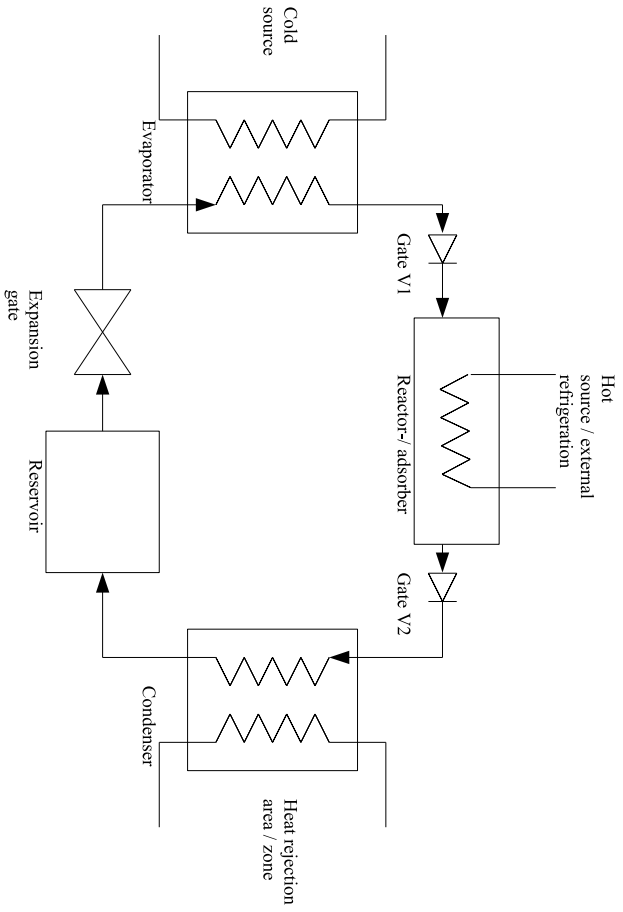 Hot
source / external
refrigeration
Gate V1
Reactor-/ adsorber
Gate V2
Cold
source
Evaporator
Heat rejection
area / zone
Condenser
Expansion
gate
Reservoir